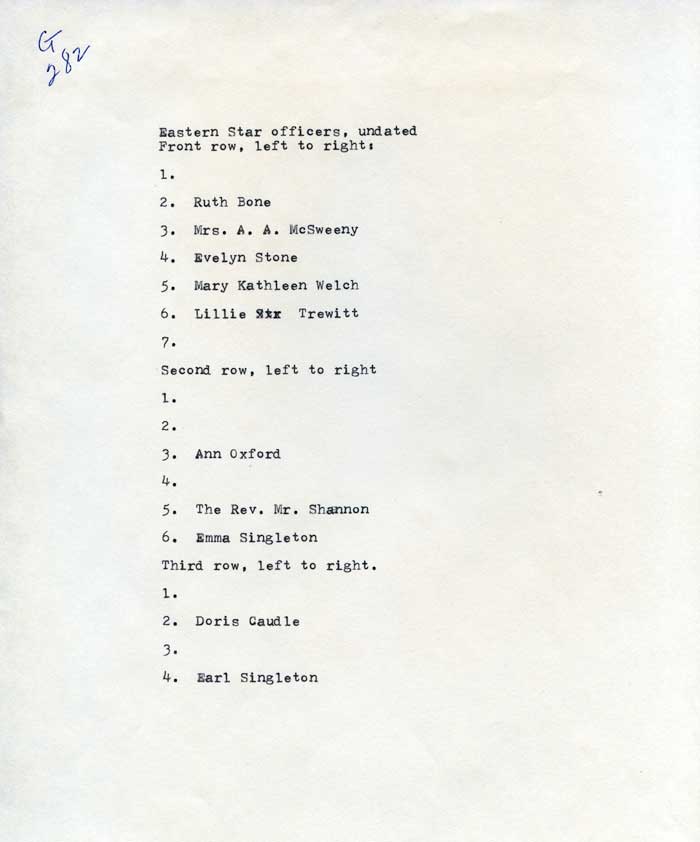 G
282
Eastern Star officers, undated
Front row, left to right:
1.
2. Ruth Bone
3. Mrs. A. A. McSweeny
4. Evelyn Stone
5. Mary Kathleen Welch
6. Lillie Trewitt
7.
Second row, left to right
1.
2.
3. Ann Oxford
4.
5. The Rev. Mr. Shannon
6. Emma Singleton
Third row, left to right.
1.
2. Doris Caudle
3.
4. Earl Singleton